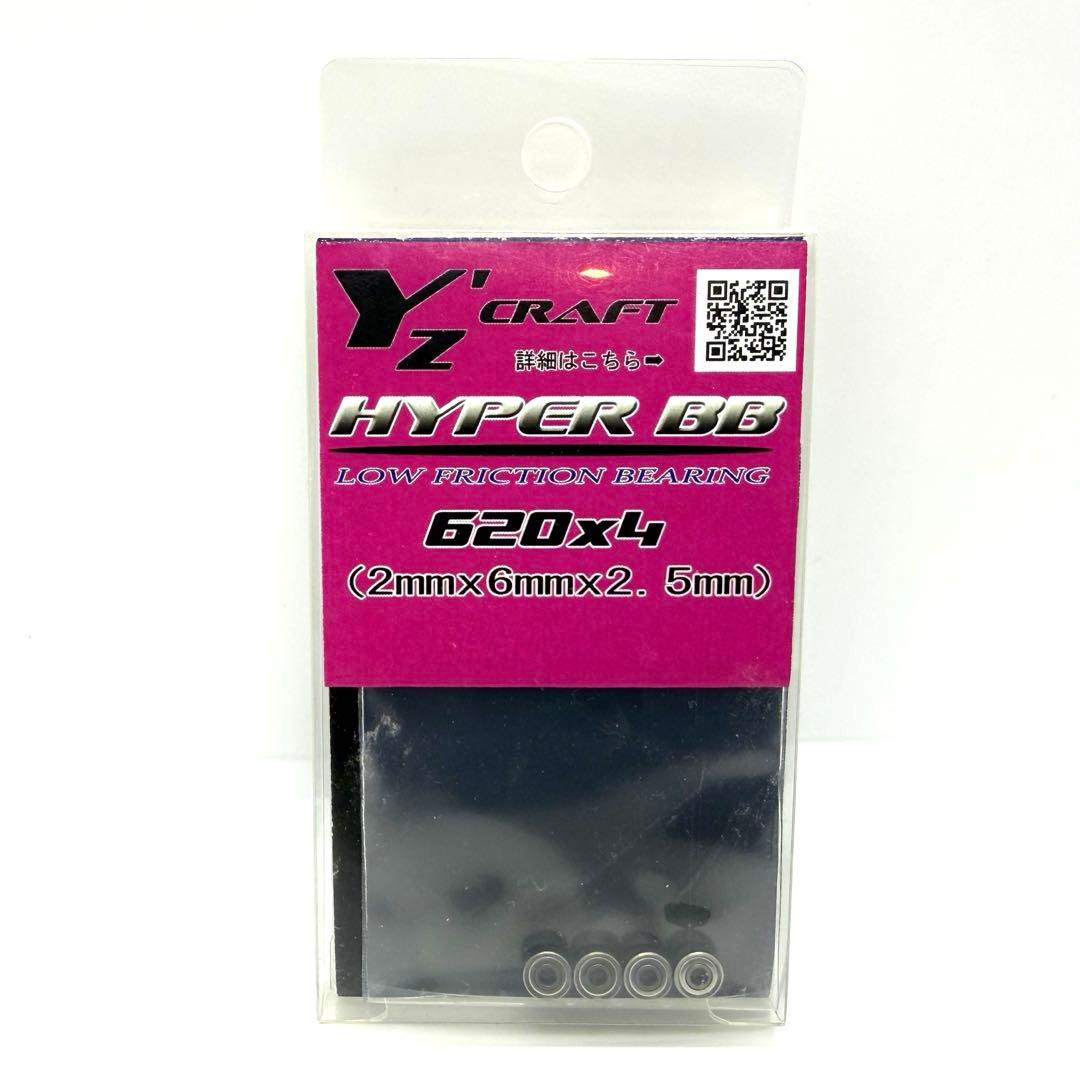 Y'z CRAFT
詳細はこちら➡
HYPER BB
LOW FRICTION BEARING
620x4
(2mmx6mmx2. 5mm)